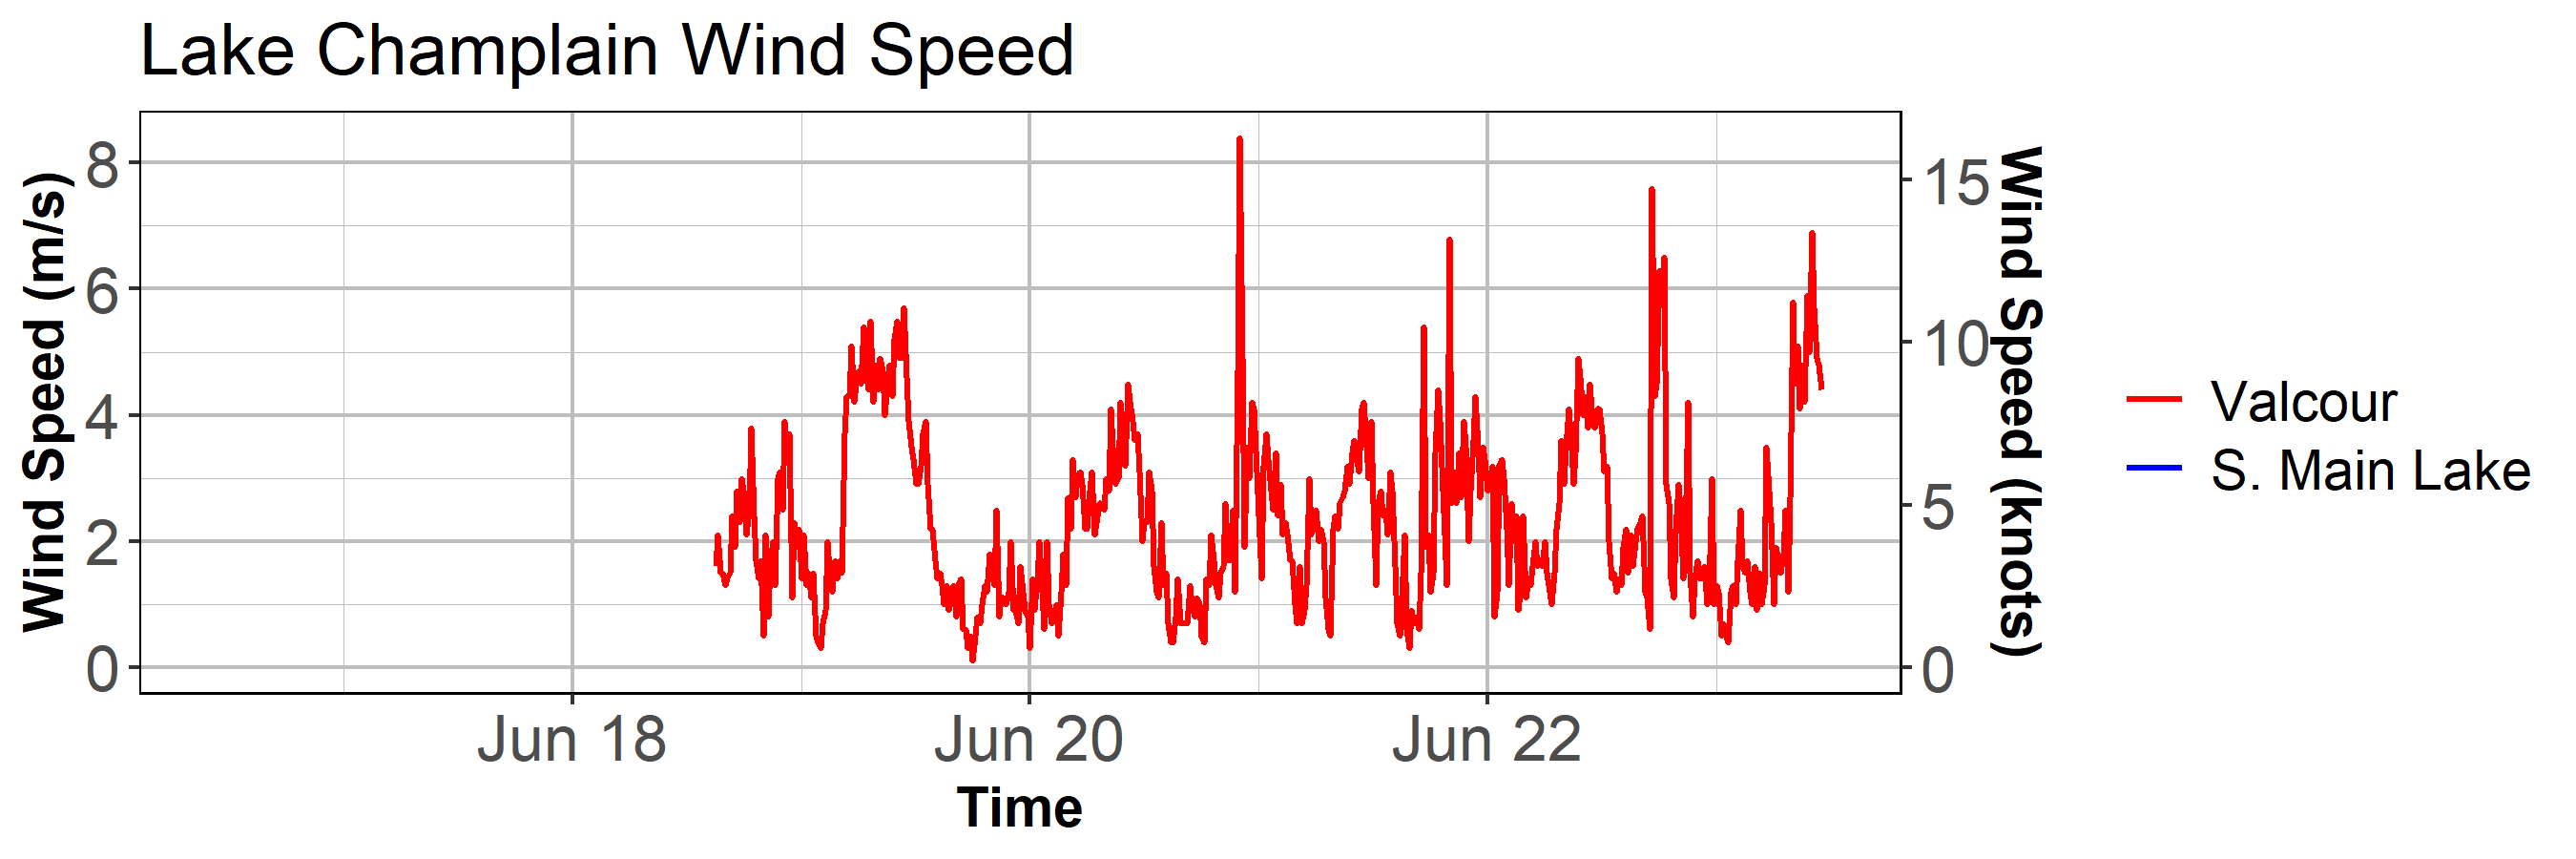 Lake Champlain Wind Speed
Wind Speed (m/s)
8
6
4
2
0
15
10
5
0
Wind Speed (knots)
Jun 18
Jun 20
Jun 22
Time
Valcour
S. Main Lake